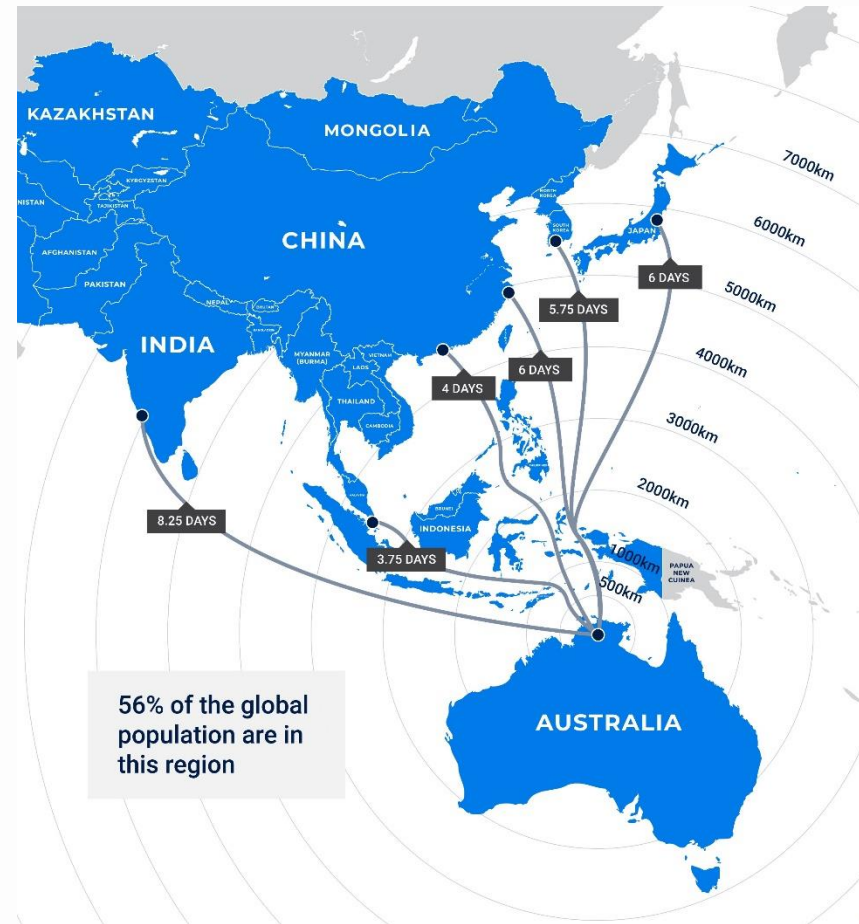 KAZAKHSTAN
MONGOLIA
KYRGYZSTAN
TAJIKISTAN
NISTAN
AFGHANISTAN
PAKISTAN
CHINA
NORTH
KOREA
SOUTH
KOREA
JAPAN
7000km
6000km
5000km
4000km
3000km
2000km
1000km
500km
NEPAL
BHUTAN
INDIA
MYANMAR
(BURMA)
VIETNAM
LAOS
THAILAND
CAMBODIA
6 DAYS
5.75 DAYS
6 DAYS
4 DAYS
8.25 DAYS
3.75 DAYS
BRUNEI
INDONESIA
PAPUA
NEW
GUINEA
AUSTRALIA
56% of the global
population are in
this region